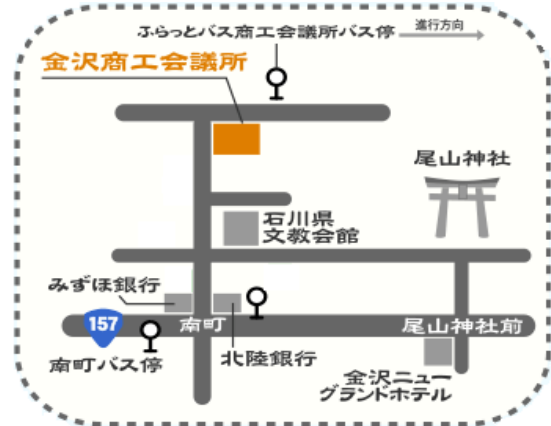 ふらっとバス商工会議所バス停
進行方向
金沢商工会議所
尾山神社
石川県
文教会館
みずほ銀行
157
南町
尾山神社前
南町バス停
北陸銀行
金沢ニュー
グランドホテル